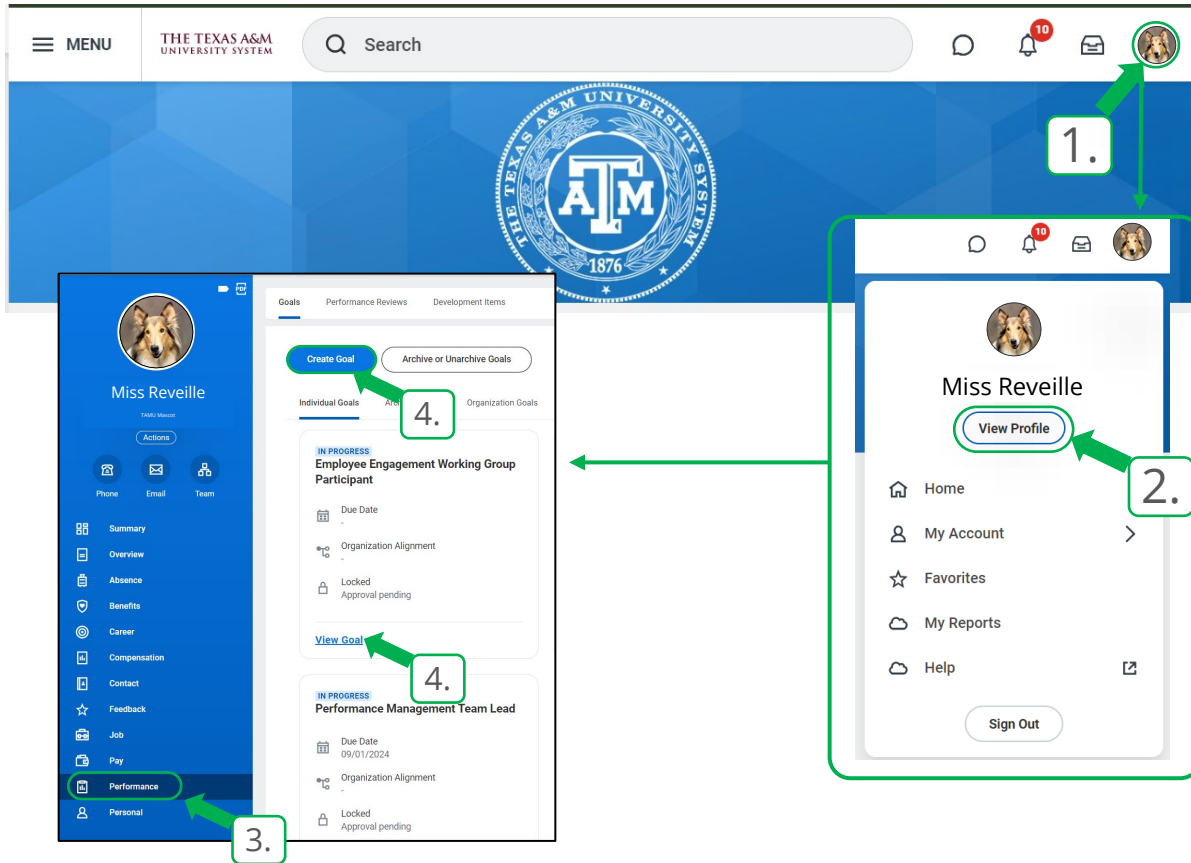 MENU
THE TEXAS A&M
UNIVERSITY SYSTEM
Search
10
1.
THE TEXAS A&M UNIVERSITY SYSTEM
ATM
1876
10
Miss Reveille
View Profile
2.
Home
My Account
Favorites
My Reports
Help
Sign Out
PDF
Miss Reveille
TAMU Mascot
Actions
Phone Email Team
Summary
Overview
Absence
Benefits
Career
Compensation
Contact
Feedback
Job
Pay
Performance
Personal
3.
Goals Performance Reviews Development Items
Create Goal Archive or Unarchive Goals
4.
Individual Goals Organization Goals
IN PROGRESS
Employee Engagement Working Group
Participant
Due Date
-
Organization Alignment
-
Locked
Approval pending
View Goal
4.
IN PROGRESS
Performance Management Team Lead
Due Date
09/01/2024
Organization Alignment
-
Locked
Approval pending